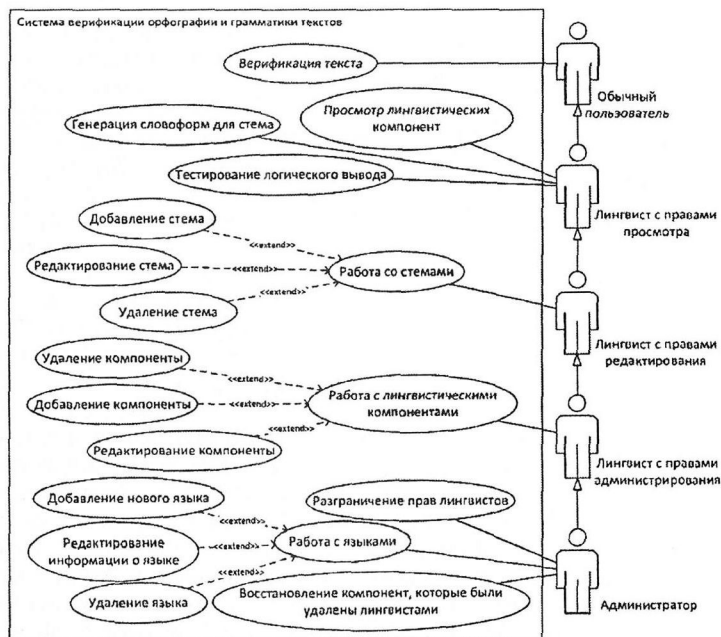 Система верификации орфографии и грамматики текстов
Верификация текста
Обычный
пользователь
Просмотр лингвистических
компонент
Генерация словоформ для стема
Тестирование логического вывода
Лингвист с правами
просмотра
Добавление стема
<<extend>>
Редактирование стема
<<extend>>
Работа со стемами
<<extend>>
Удаление стема
Лингвист с правами
редактирования
Удаление компоненты
<<extend>>
Добавление компоненты
<<extend>>
Работа с лингвистическими
компонентами
<<extend>>
Редактирование компоненты
Лингвист с правами
администрирования
Добавление нового языка
Разграничение прав лингвистов
<<extend>>
Редактирование
информации о языке
<<extend>>
Работа с языками
<<extend>>
Удаление языка
Восстановление компонент, которые были
удалены лингвистами
Администратор